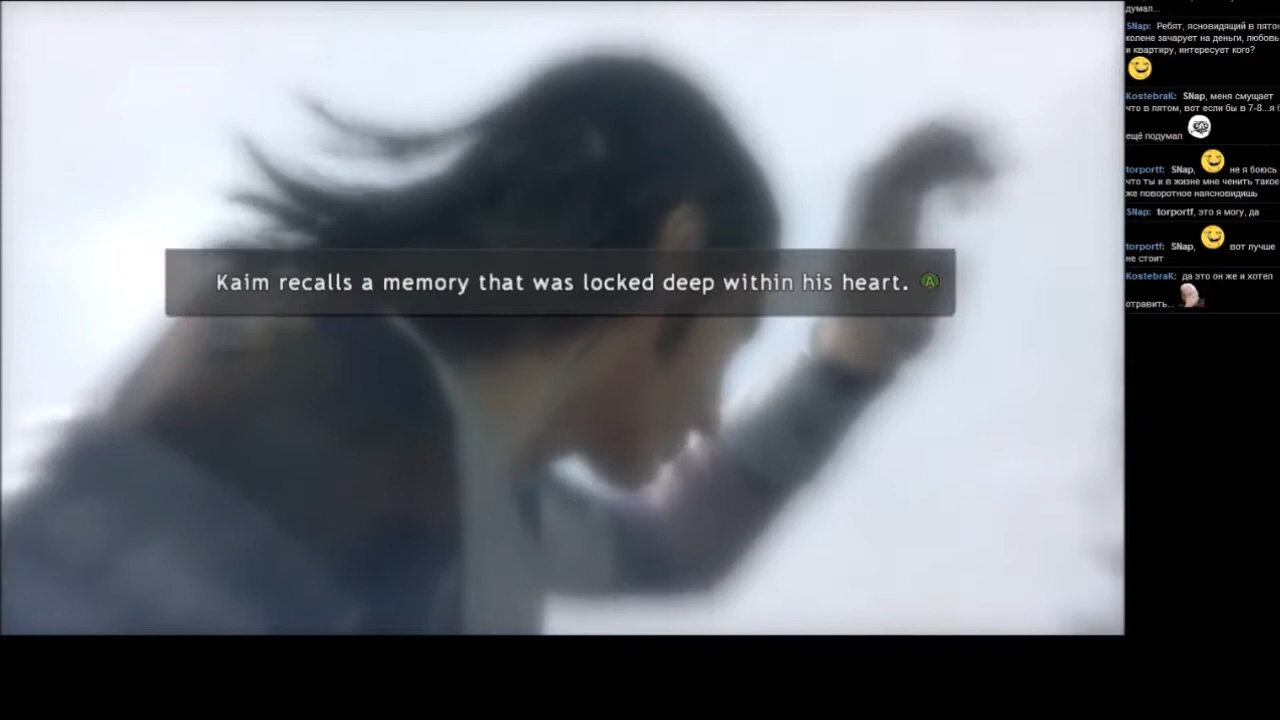 Kaim recalls a memory that was locked deep within his heart. A
думал...
SNap: Ребят, ясновидящий в пятом
колене зачарует на деньги, любовь
и квартиру, интересует кого?
KostebraK: SNap, меня смущает
что в пятом, вот если бы в 7-8...я б
ещё подумал
torportf: SNap, не я боюсь
что ты и в жизне мне ченить такое
же поворотное наясновидишь
SNap: torportf, это я могу, да
torportf: SNap, вот лучше
не стоит
KostebraK: да это он же и хотел
отравить...